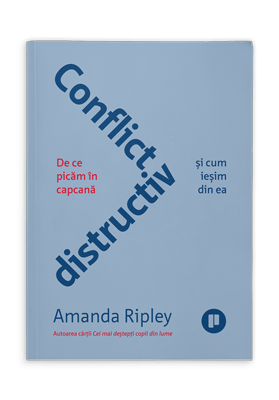 Conflict
distructiv
De ce
picăm în
capcană
și cum
ieșim
din ea
Amanda Ripley
Autoarea cărții Cei mai deștepți copii din lume